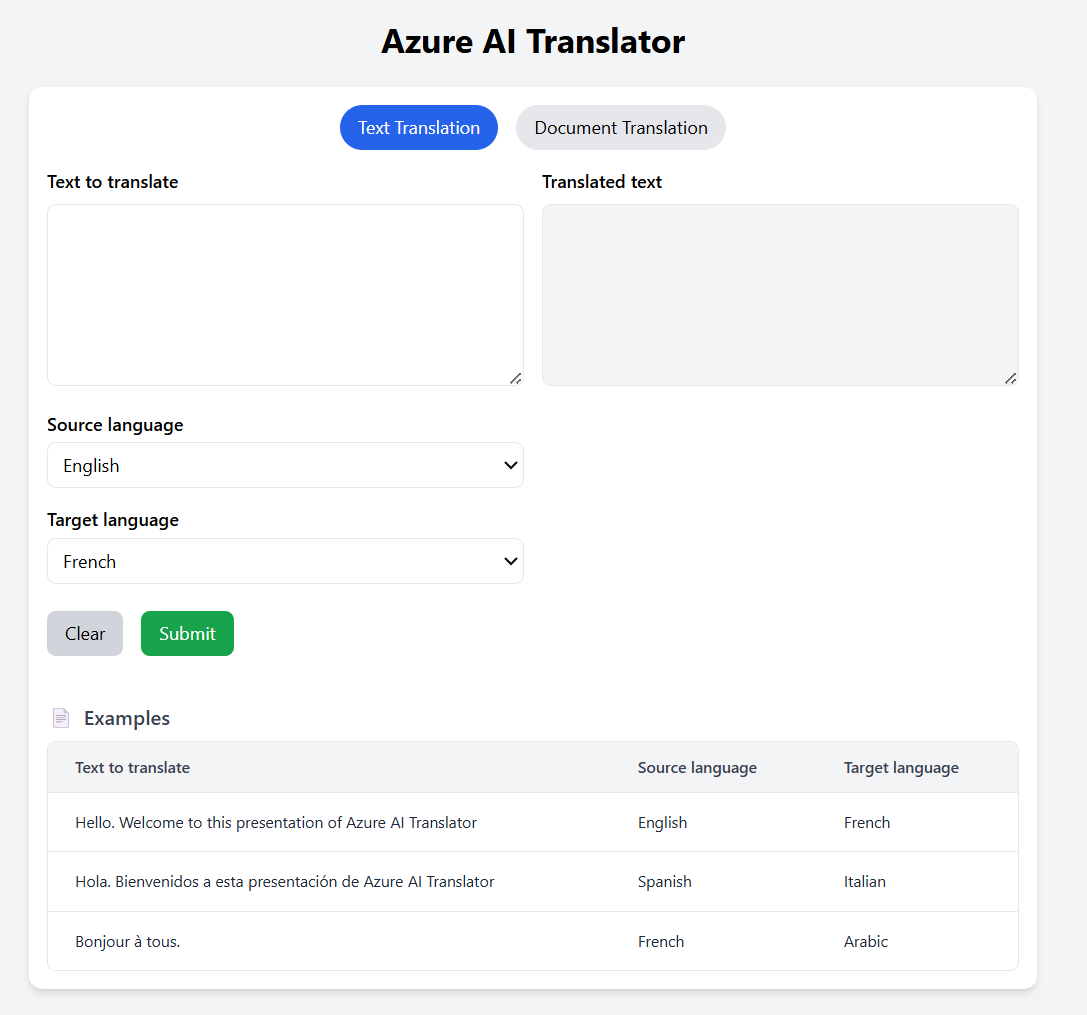 Azure AI Translator
Text Translation Document Translation
Text to translate Translated text
Source language
English
Target language
French
Clear Submit
Examples
Text to translate Source language Target language
Hello. Welcome to this presentation of Azure AI Translator English French
Hola. Bienvenidos a esta presentación de Azure AI Translator Spanish Italian
Bonjour à tous. French Arabic